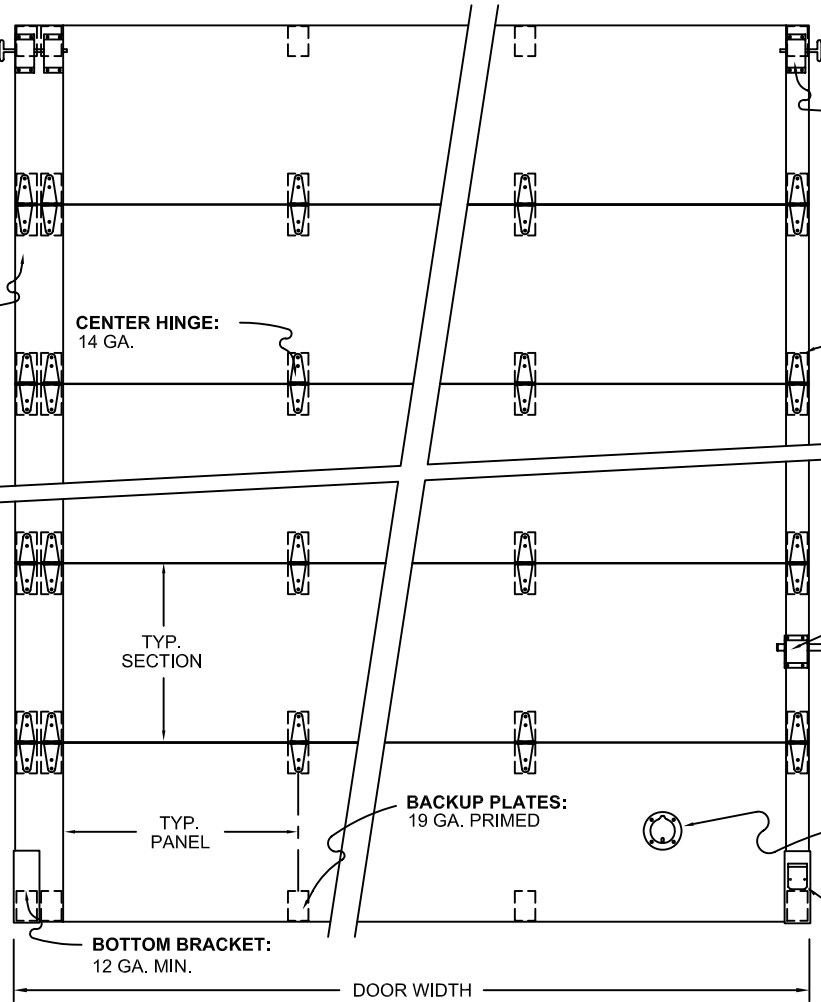 CENTER HINGE:
14 GA.
TYP.
SECTION
TYP.
PANEL
BACKUP PLATES:
19 GA. PRIMED
BOTTOM BRACKET:
12 GA. MIN.
DOOR WIDTH